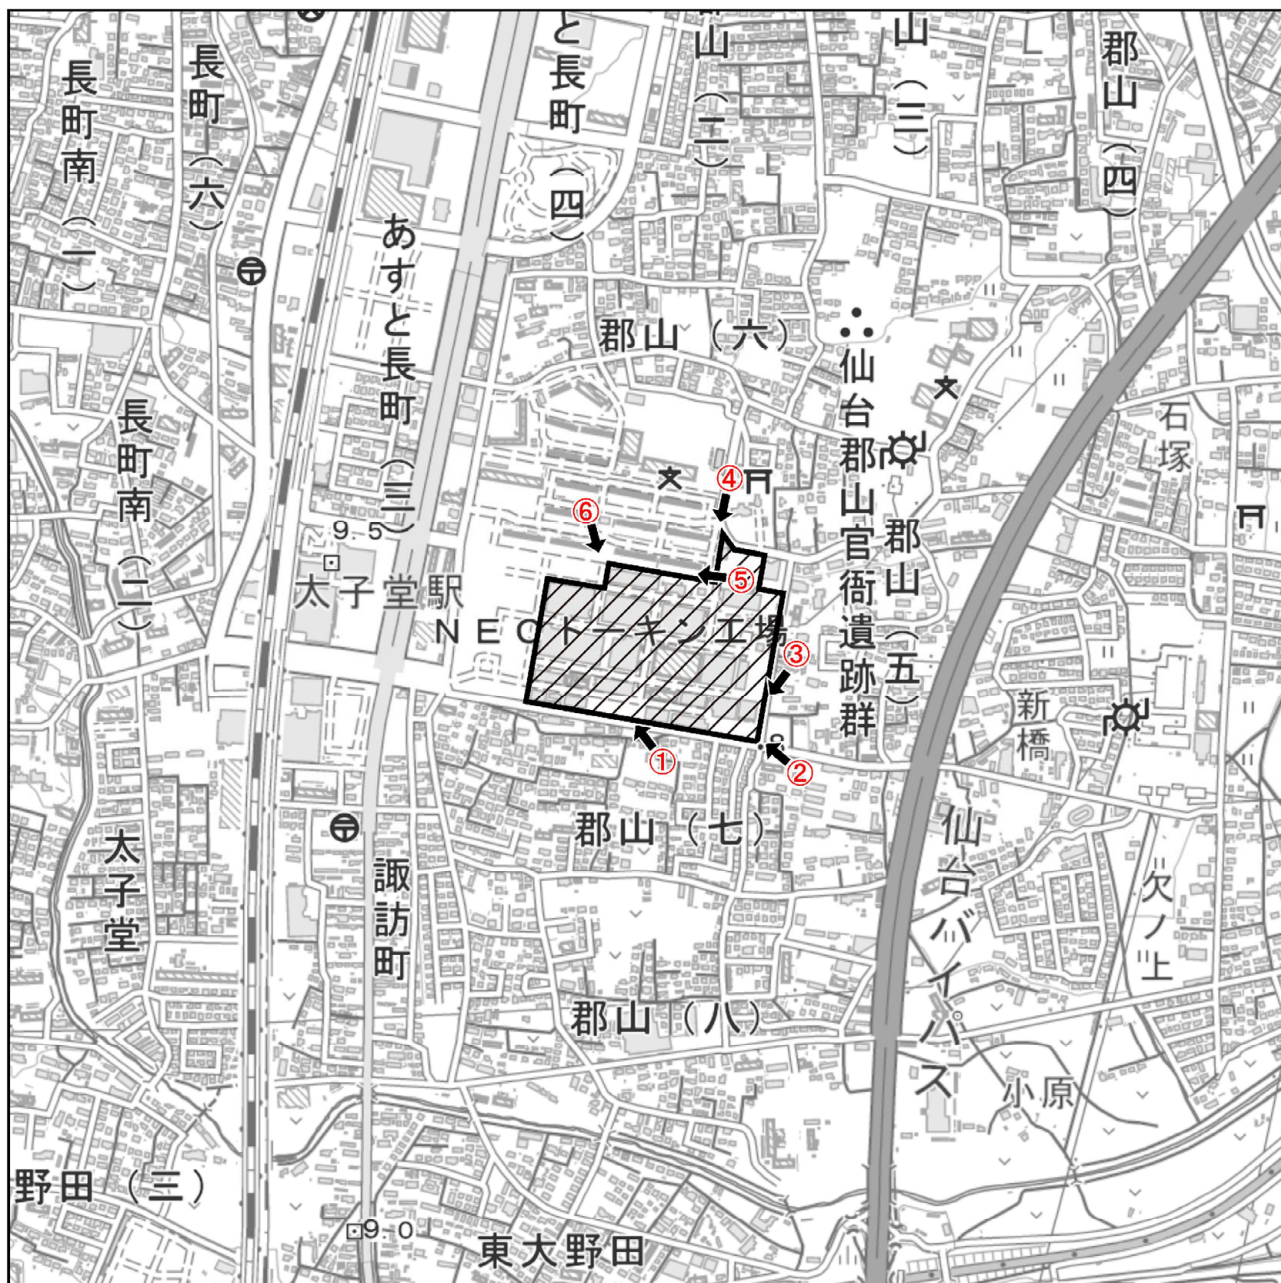 長町南（一）
長町（六）
あすと長町（三）
と長町（四）
郡山（二）
山（三）
郡山（四）
郡山（六）
仙台郡山官衙遺跡群
石塚
長町南（二）
9.5
太子堂駅
④
⑥
⑤
NECトーキン工場
③
郡山（五）
新橋
①
②
郡山（七）
仙台バイパス
太子堂
諏訪町
欠ノ上
郡山（八）
小原
野田（三）
9.0
東大野田